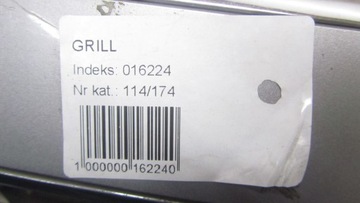 GRILL
Indeks: 016224
Nr kat.: 114/174
1 000000 162240